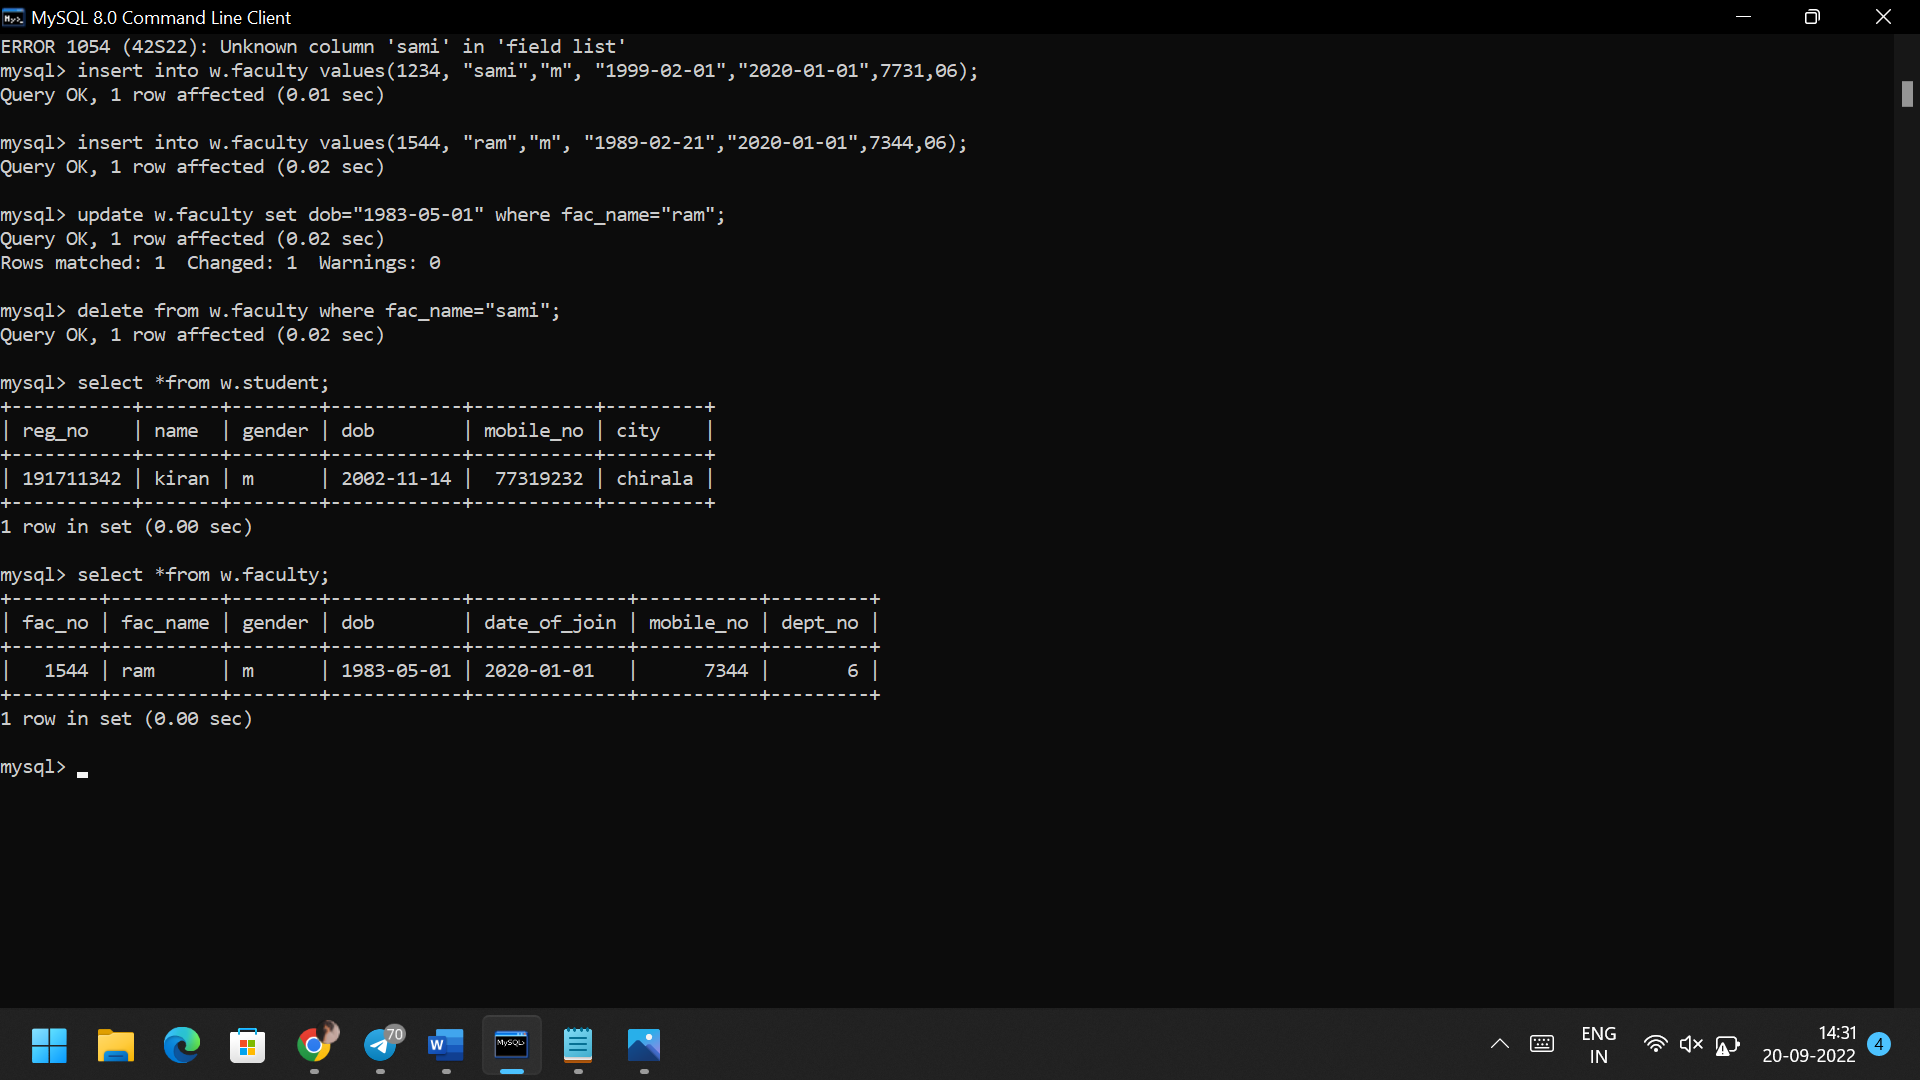 MySQL 8.0 Command Line Client
ERROR 1054 (42S22): Unknown column 'sami' in 'field list'
mysql> insert into w.faculty values(1234, "sami","m", "1999-02-01","2020-01-01",7731,06);
Query OK, 1 row affected (0.01 sec)
mysql> insert into w.faculty values(1544, "ram","m", "1989-02-21","2020-01-01",7344,06);
Query OK, 1 row affected (0.02 sec)
mysql> update w.faculty set dob="1983-05-01" where fac_name="ram";
Query OK, 1 row affected (0.02 sec)
Rows matched: 1  Changed: 1  Warnings: 0
mysql> delete from w.faculty where fac_name="sami";
Query OK, 1 row affected (0.02 sec)
mysql> select *from w.student;
+-----------+-------+--------+------------+-----------+---------+
| reg_no    | name  | gender | dob        | mobile_no | city    |
+-----------+-------+--------+------------+-----------+---------+
| 191711342 | kiran | m      | 2002-11-14 |  77319232 | chirala |
+-----------+-------+--------+------------+-----------+---------+
1 row in set (0.00 sec)
mysql> select *from w.faculty;
+--------+----------+--------+------------+--------------+-----------+---------+
| fac_no | fac_name | gender | dob        | date_of_join | mobile_no | dept_no |
+--------+----------+--------+------------+--------------+-----------+---------+
|   1544 | ram      | m      | 1983-05-01 | 2020-01-01   |      7344 |       6 |
+--------+----------+--------+------------+--------------+-----------+---------+
1 row in set (0.00 sec)
mysql>
70
W
MySQL>
ENG
IN
14:31
20-09-2022
4